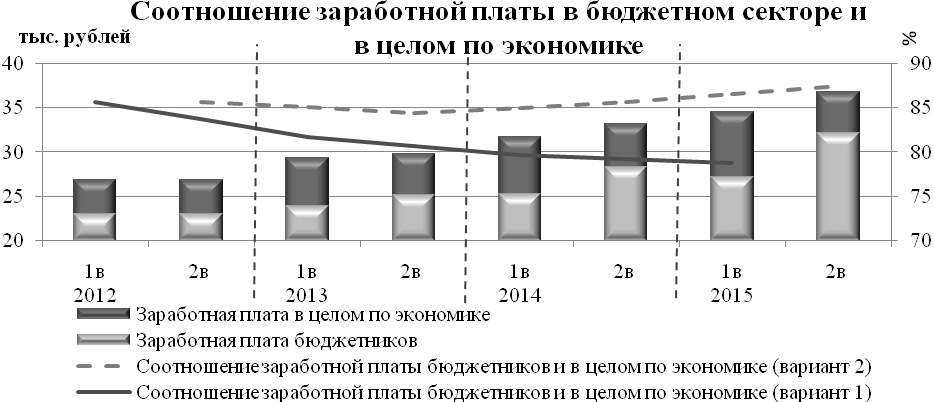 Соотношение заработной платы в бюджетном секторе и
в целом по экономике
тыс. рублей
%
40
35
30
25
20
90
85
80
75
70
1в 2в 1в 2в 1в 2в 1в 2в
2012 2013 2014 2015
Заработная плата в целом по экономике
Заработная плата бюджетников
Соотношение заработной платы бюджетников и в целом по экономике (вариант 2)
Соотношение заработной платы бюджетников и в целом по экономике (вариант 1)